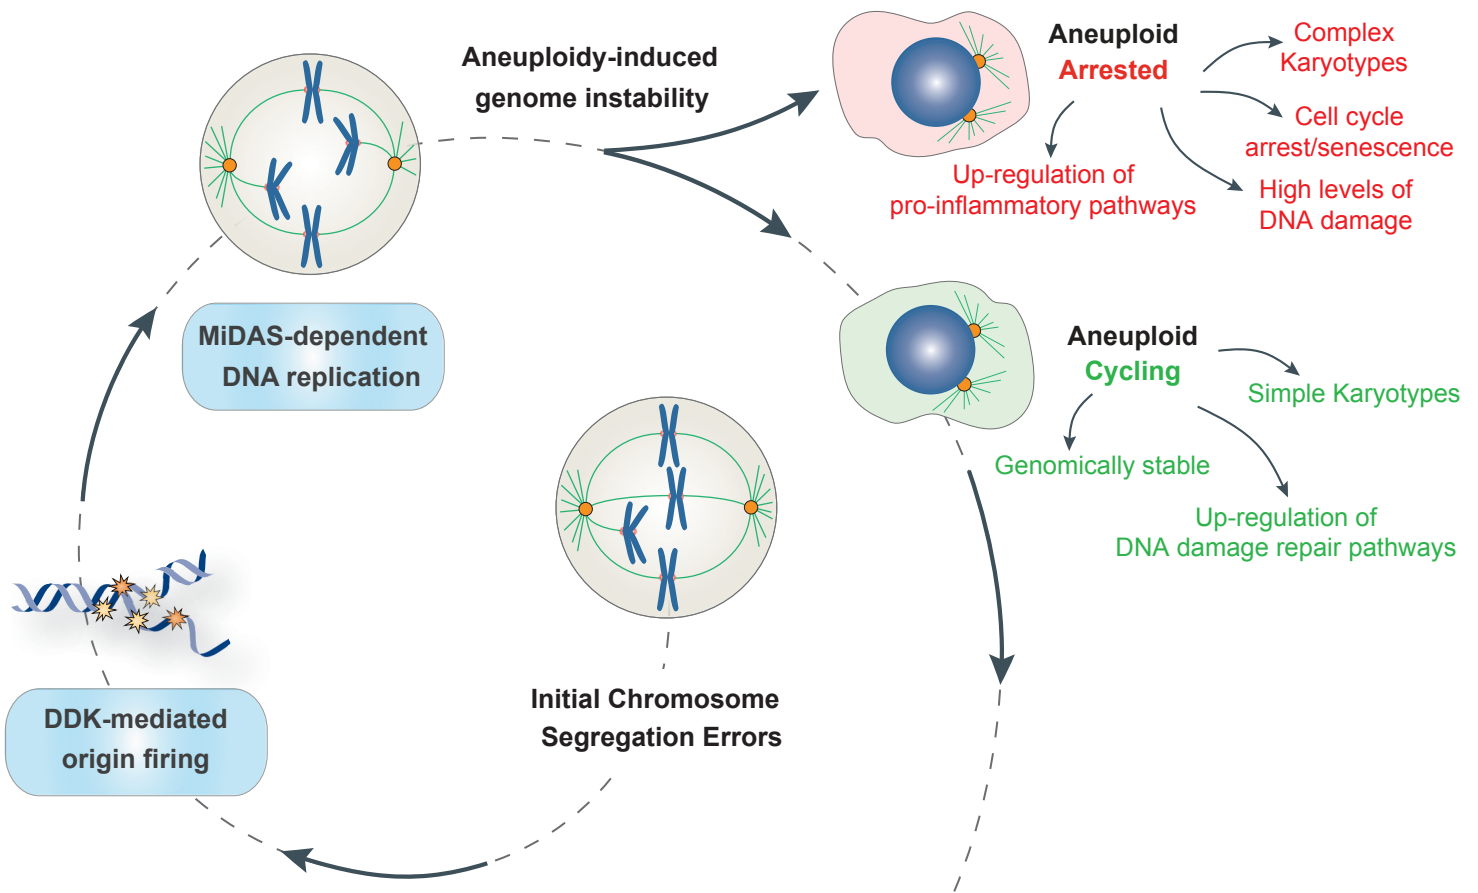 Aneuploidy-induced
genome instability
Aneuploid
Arrested
Complex
Karyotypes
Cell cycle
arrest/senescence
High levels of
DNA damage
Up-regulation of
pro-inflammatory pathways
MiDAS-dependent
DNA replication
Aneuploid
Cycling
Simple Karyotypes
Genomically stable
Up-regulation of
DNA damage repair pathways
Initial Chromosome
Segregation Errors
DDK-mediated
origin firing